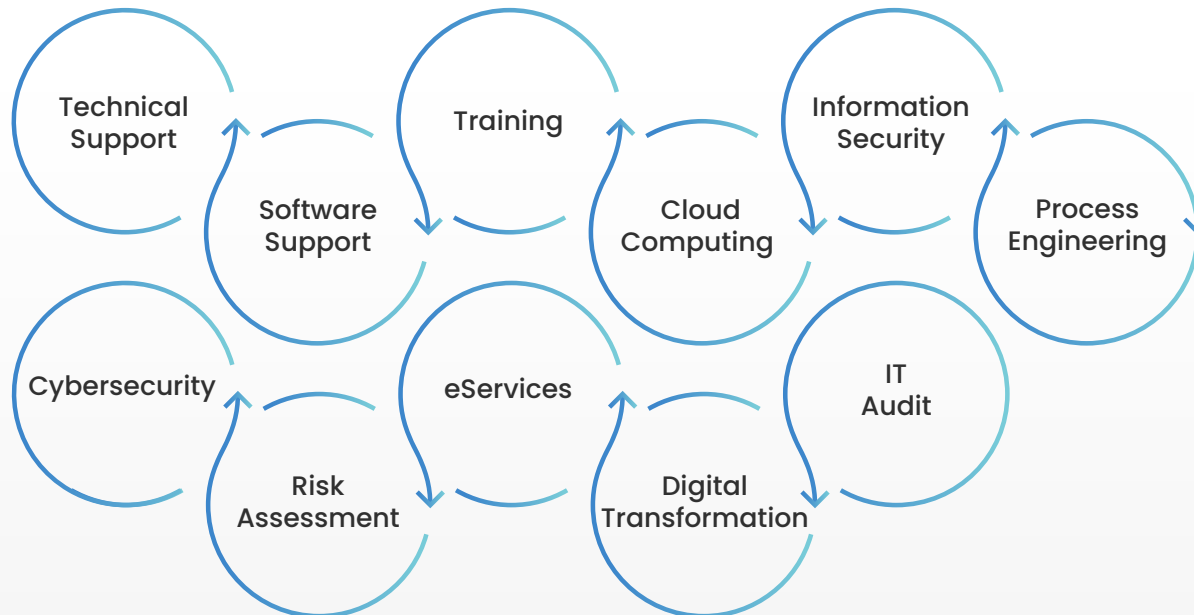 Technical
Support
Software
Support
Training
Cloud
Computing
Information
Security
Process
Engineering
Cybersecurity
Risk
Assessment
eServices
Digital
Transformation
IT
Audit